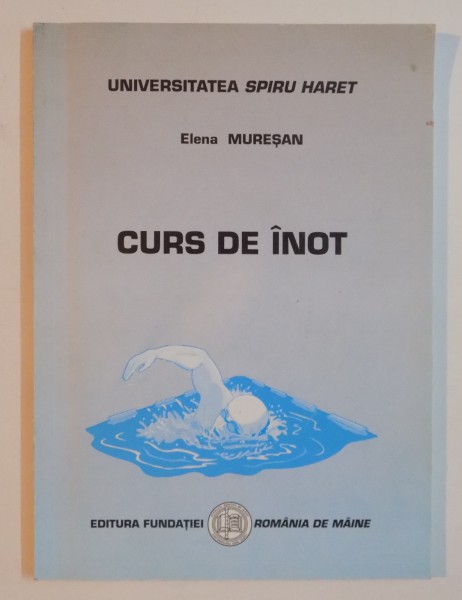 UNIVERSITATEA SPIRU HARET
Elena MUREȘAN
CURS DE ÎNOT
EDITURA FUNDAȚIEI ROMÂNIA DE MÂINE